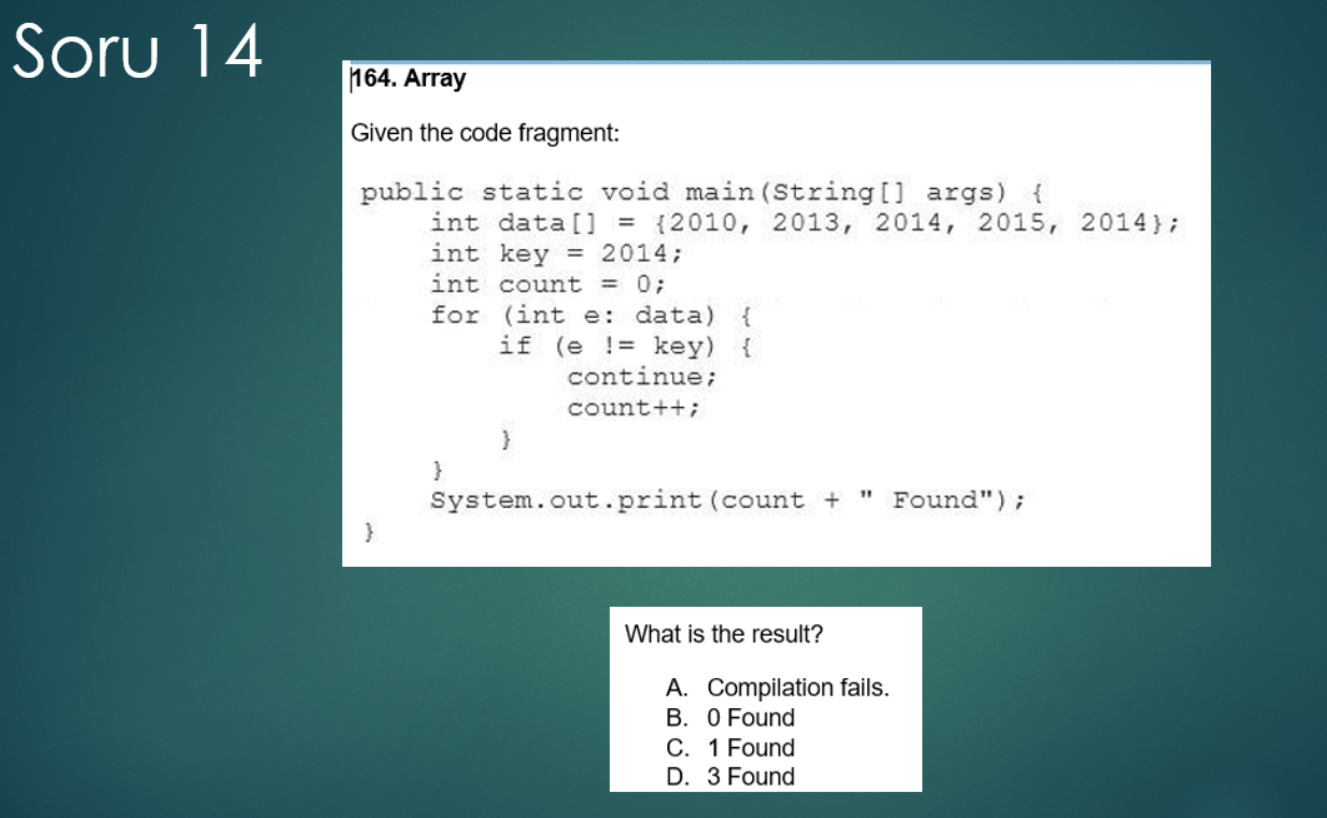 Soru 14
164. Array
Given the code fragment:
public static void main(String[] args) {
int data[] = {2010, 2013, 2014, 2015, 2014};
int key = 2014;
int count = 0;
for (int e: data) {
if (e != key) {
continue;
count++;
}
}
System.out.print(count + " Found");
}
What is the result?
A. Compilation fails.
B. 0 Found
C. 1 Found
D. 3 Found